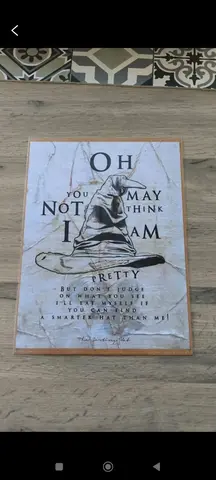 OH
YOU MAY
NOT THINK
I AM
PRETTY
BUT DON'T JUDGE
ON WHAT YOU SEE
I'LL EAT MYSELF IF
YOU CAN FIND
A SMARTER HAT THAN ME!